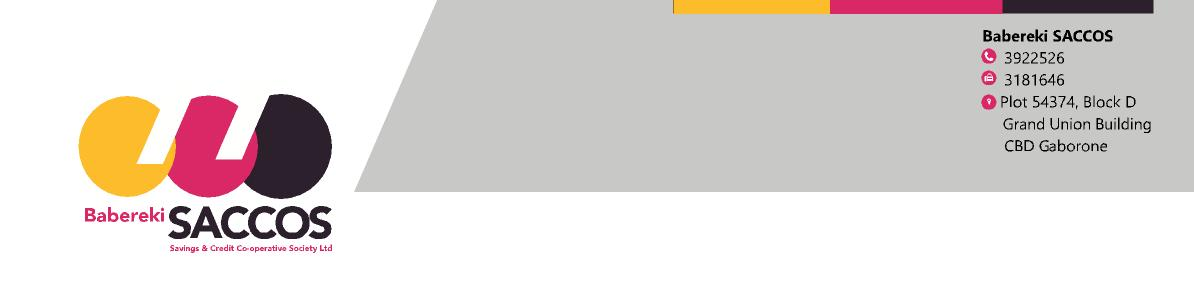 Babereki SACCOS
3922526
3181646
Plot 54374, Block D
Grand Union Building
CBD Gaborone
Babereki SACCOS
Savings & Credit Co-operative Society Ltd